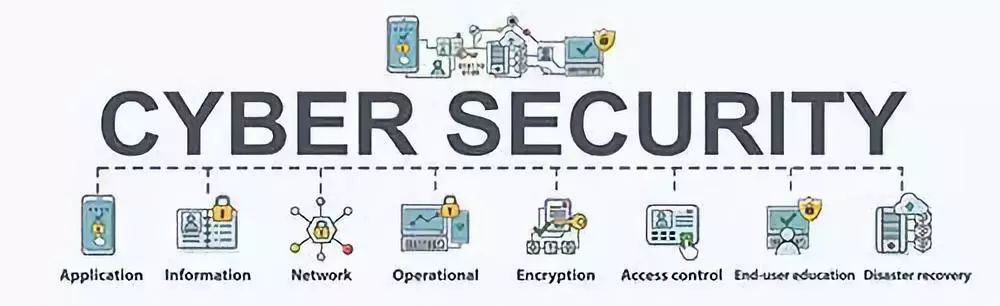 CYBER SECURITY
Application Information Network Operational Encryption Access control End-user education Disaster recovery